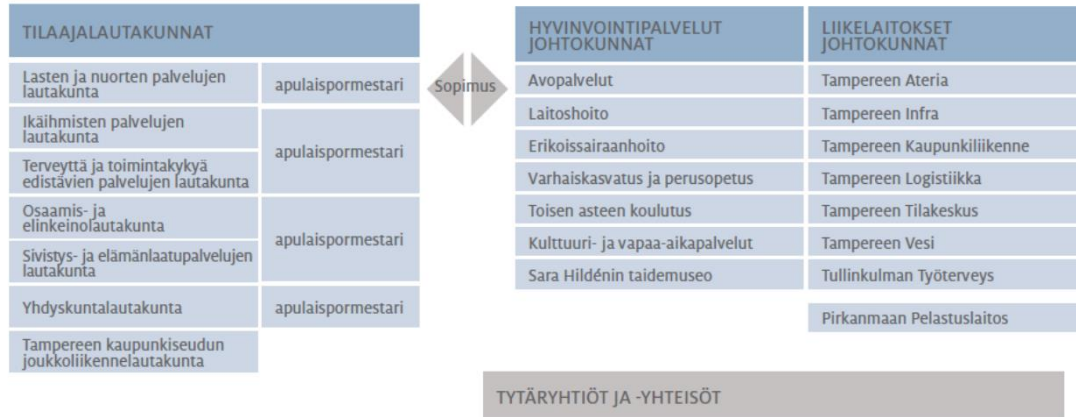 TILAAJALAUTAKUNNAT
Lasten ja nuorten palvelujen
lautakunta
apulaispormestari
Ikäihmisten palvelujen
lautakunta
Terveyttä ja toimintakykyä
edistävien palvelujen lautakunta
apulaispormestari
Osaamis- ja
elinkeinolautakunta
Sivistys- ja elämänlaatupalvelujen
lautakunta
apulaispormestari
Yhdyskuntalautakunta
apulaispormestari
Tampereen kaupunkiseudun
joukkoliikennelautakunta
Sopimus
HYVINVOINTIPALVELUT
JOHTOKUNNAT
Avopalvelut
Laitoshoito
Erikoissairaanhoito
Varhaiskasvatus ja perusopetus
Toisen asteen koulutus
Kulttuuri- ja vapaa-aikapalvelut
Sara Hildénin taidemuseo
LIIKELAITOKSET
JOHTOKUNNAT
Tampereen Ateria
Tampereen Infra
Tampereen Kaupunkiliikenne
Tampereen Logistiikka
Tampereen Tilakeskus
Tampereen Vesi
Tullinkulman Työterveys
Pirkanmaan Pelastuslaitos
TYTÄRYHTIÖT JA -YHTEISÖT